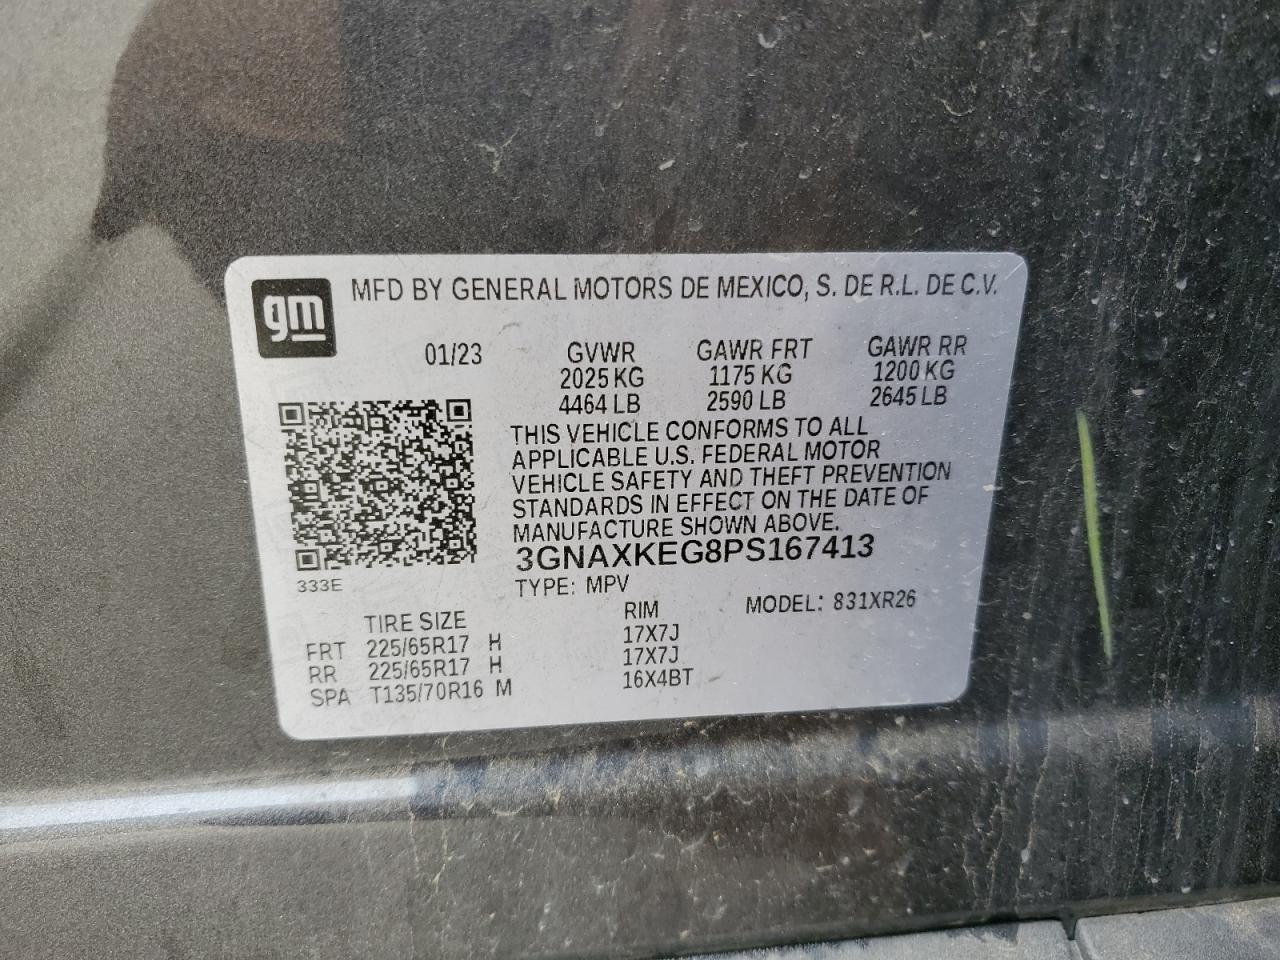 gm
MFD BY GENERAL MOTORS DE MEXICO, S. DE R.L. DE C.V.
01/23 GVWR GAWR FRT GAWR RR
2025 KG 1175 KG 1200 KG
4464 LB 2590 LB 2645 LB
THIS VEHICLE CONFORMS TO ALL
APPLICABLE U.S. FEDERAL MOTOR
VEHICLE SAFETY AND THEFT PREVENTION
STANDARDS IN EFFECT ON THE DATE OF
MANUFACTURE SHOWN ABOVE.
3GNAXKEG8PS167413
333E
TYPE: MPV
MODEL: 831XR26
TIRE SIZE RIM
FRT 225/65R17 H 17X7J
RR 225/65R17 H 17X7J
SPA T135/70R16 M 16X4BT